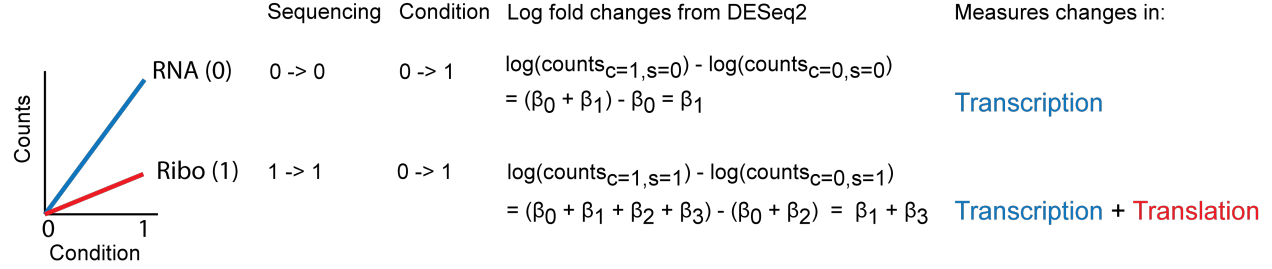 Sequencing Condition Log fold changes from DESeq2 Measures changes in:
RNA (0) 0 -> 0 0 -> 1 log(counts_c=1,s=0) - log(counts_c=0,s=0)
= (β0 + β1) - β0 = β1 Transcription
Counts
Ribo (1) 1 -> 1 0 -> 1 log(counts_c=1,s=1) - log(counts_c=0,s=1)
= (β0 + β1 + β2 + β3) - (β0 + β2) = β1 + β3 Transcription + Translation
0 1
Condition